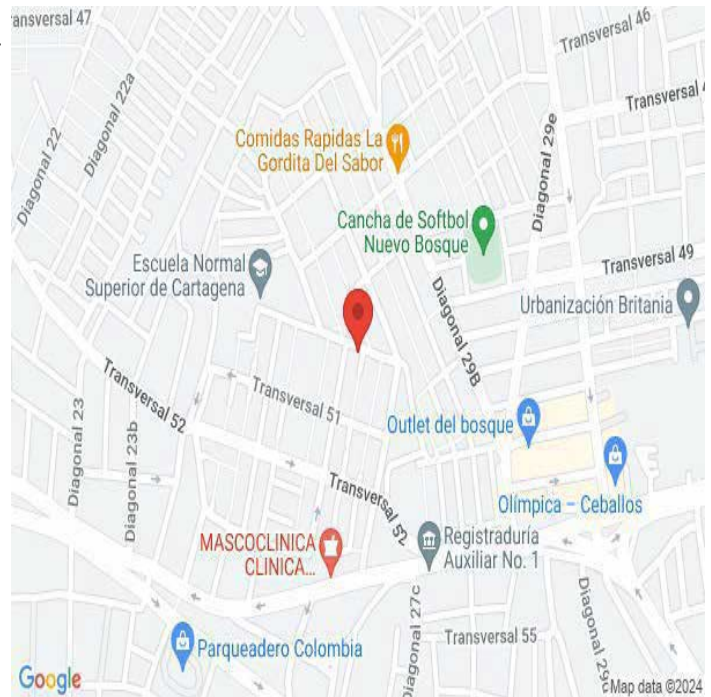 ansversal 47
Transversal 46
Diagonal 22
Diagonal 22a
Transversal 4
Comidas Rapidas La
Gordita Del Sabor
Diagonal 29e
Cancha de Softbol
Nuevo Bosque
Escuela Normal
Superior de Cartagena
Transversal 49
Urbanización Britania
Diagonal 29B
Transversal 52
Transversal 51
Diagonal 23
Diagonal 23b
Outlet del bosque
Olímpica – Ceballos
Transversal 52
MASCOCLINICA
CLINICA...
Registraduría
Auxiliar No. 1
Diagonal 27c
Transversal 55
Diagonal 29c
Parqueadero Colombia
Google
Map data ©2024